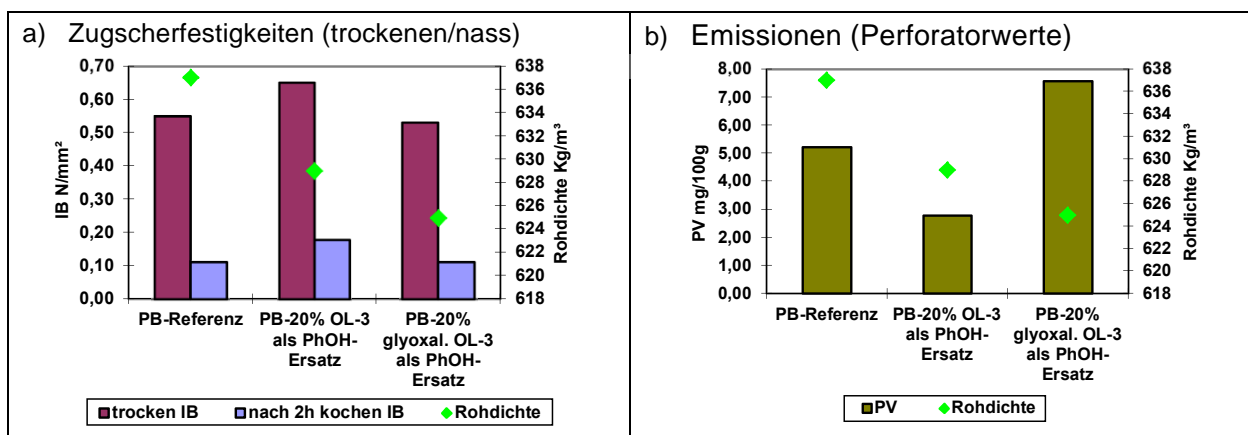 a) Zugscherfestigkeiten (trockenen/nass)
0,70
0,60
0,50
0,40
0,30
0,20
0,10
0,00
IB N/mm²
638
636
634
632
630
628
626
624
622
620
618
Rohdichte Kg/m³
PB-Referenz
PB-20% OL-3
als PhOH-
Ersatz
PB-20%
glyoxal. OL-3
als PhOH-
Ersatz
trocken IB
nach 2h kochen IB
Rohdichte
b) Emissionen (Perforatorwerte)
8,00
7,00
6,00
5,00
4,00
3,00
2,00
1,00
0,00
PV mg/100g
638
636
634
632
630
628
626
624
622
620
618
Rohdichte Kg/m³
PB-Referenz
PB-20% OL-3
als PhOH-
Ersatz
PB-20%
glyoxal. OL-3
als PhOH-
Ersatz
PV
Rohdichte